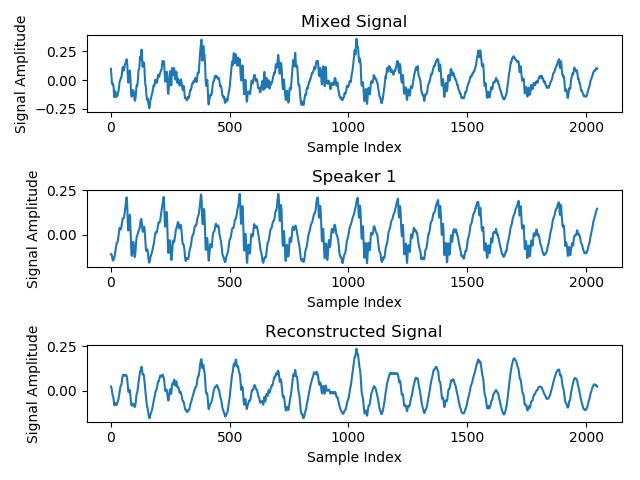 Mixed Signal
Signal Amplitude
0.25
0.00
−0.25
0
500
1000
1500
2000
Sample Index
Speaker 1
Signal Amplitude
0.25
0.00
0
500
1000
1500
2000
Sample Index
Reconstructed Signal
Signal Amplitude
0.25
0.00
0
500
1000
1500
2000
Sample Index